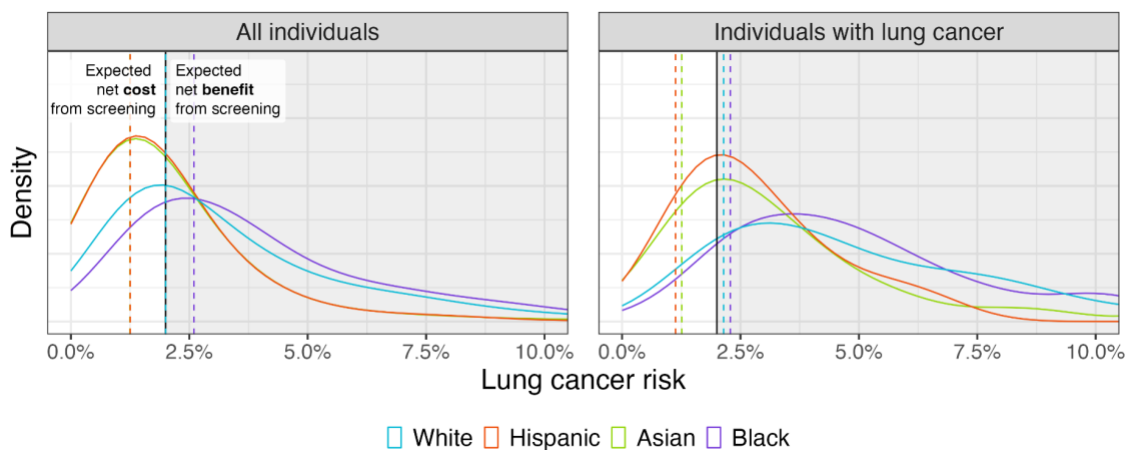 All individuals
Individuals with lung cancer
Expected
net cost
from screening
Expected
net benefit
from screening
Density
0.0%
2.5%
5.0%
7.5%
10.0%
0.0%
2.5%
5.0%
7.5%
10.0%
Lung cancer risk
White
Hispanic
Asian
Black